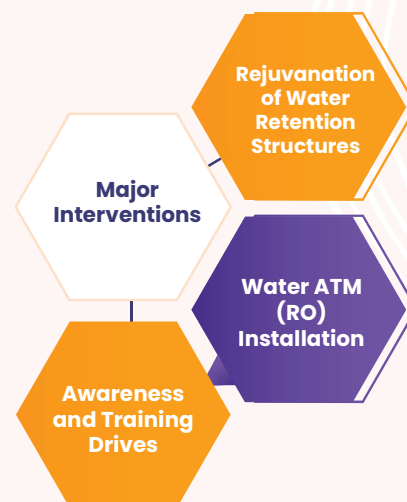 Rejuvanation
of Water
Retention
Structures
Major
Interventions
Water ATM
(RO)
Installation
Awareness
and Training
Drives